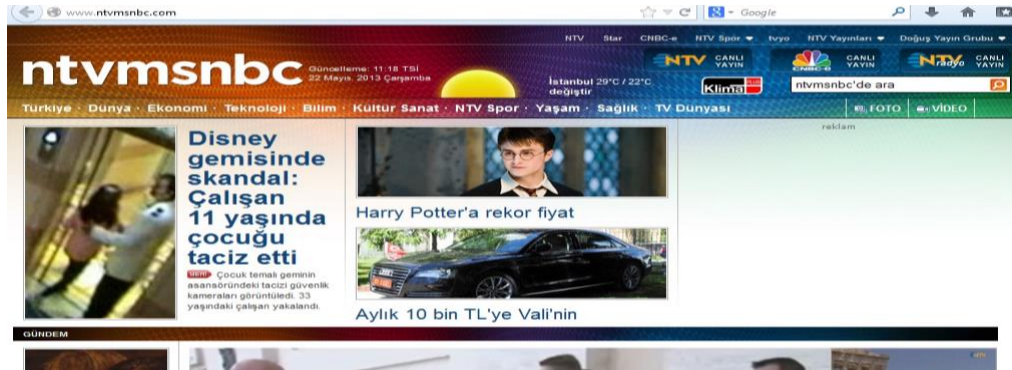 www.ntvmsnbc.com
Google
NTV Star CNBC-e NTV Spor tvyo NTV Yayınları Doğuş Yayın Grubu
ntvmsnbc
Güncelleme: 11:18 TSİ
22 Mayıs, 2013 Çarşamba
İstanbul 29°C / 22°C
değiştir
NTV CANLI YAYIN
CNBC-e CANLI YAYIN
NTV Radyo CANLI YAYIN
Klima
ntvmsnbc'de ara
Türkiye · Dünya · Ekonomi · Teknoloji · Bilim · Kültür Sanat · NTV Spor · Yaşam · Sağlık · TV Dünyası
FOTO VİDEO
Disney
gemisinde
skandal:
Çalışan
11 yaşında
çocuğu
taciz etti
Çocuk temalı geminin
asansöründeki tacizi güvenlik
kameraları görüntüledi. 33
yaşındaki çalışan yakalandı.
Harry Potter'a rekor fiyat
Aylık 10 bin TL'ye Vali'nin
reklam
GÜNDEM